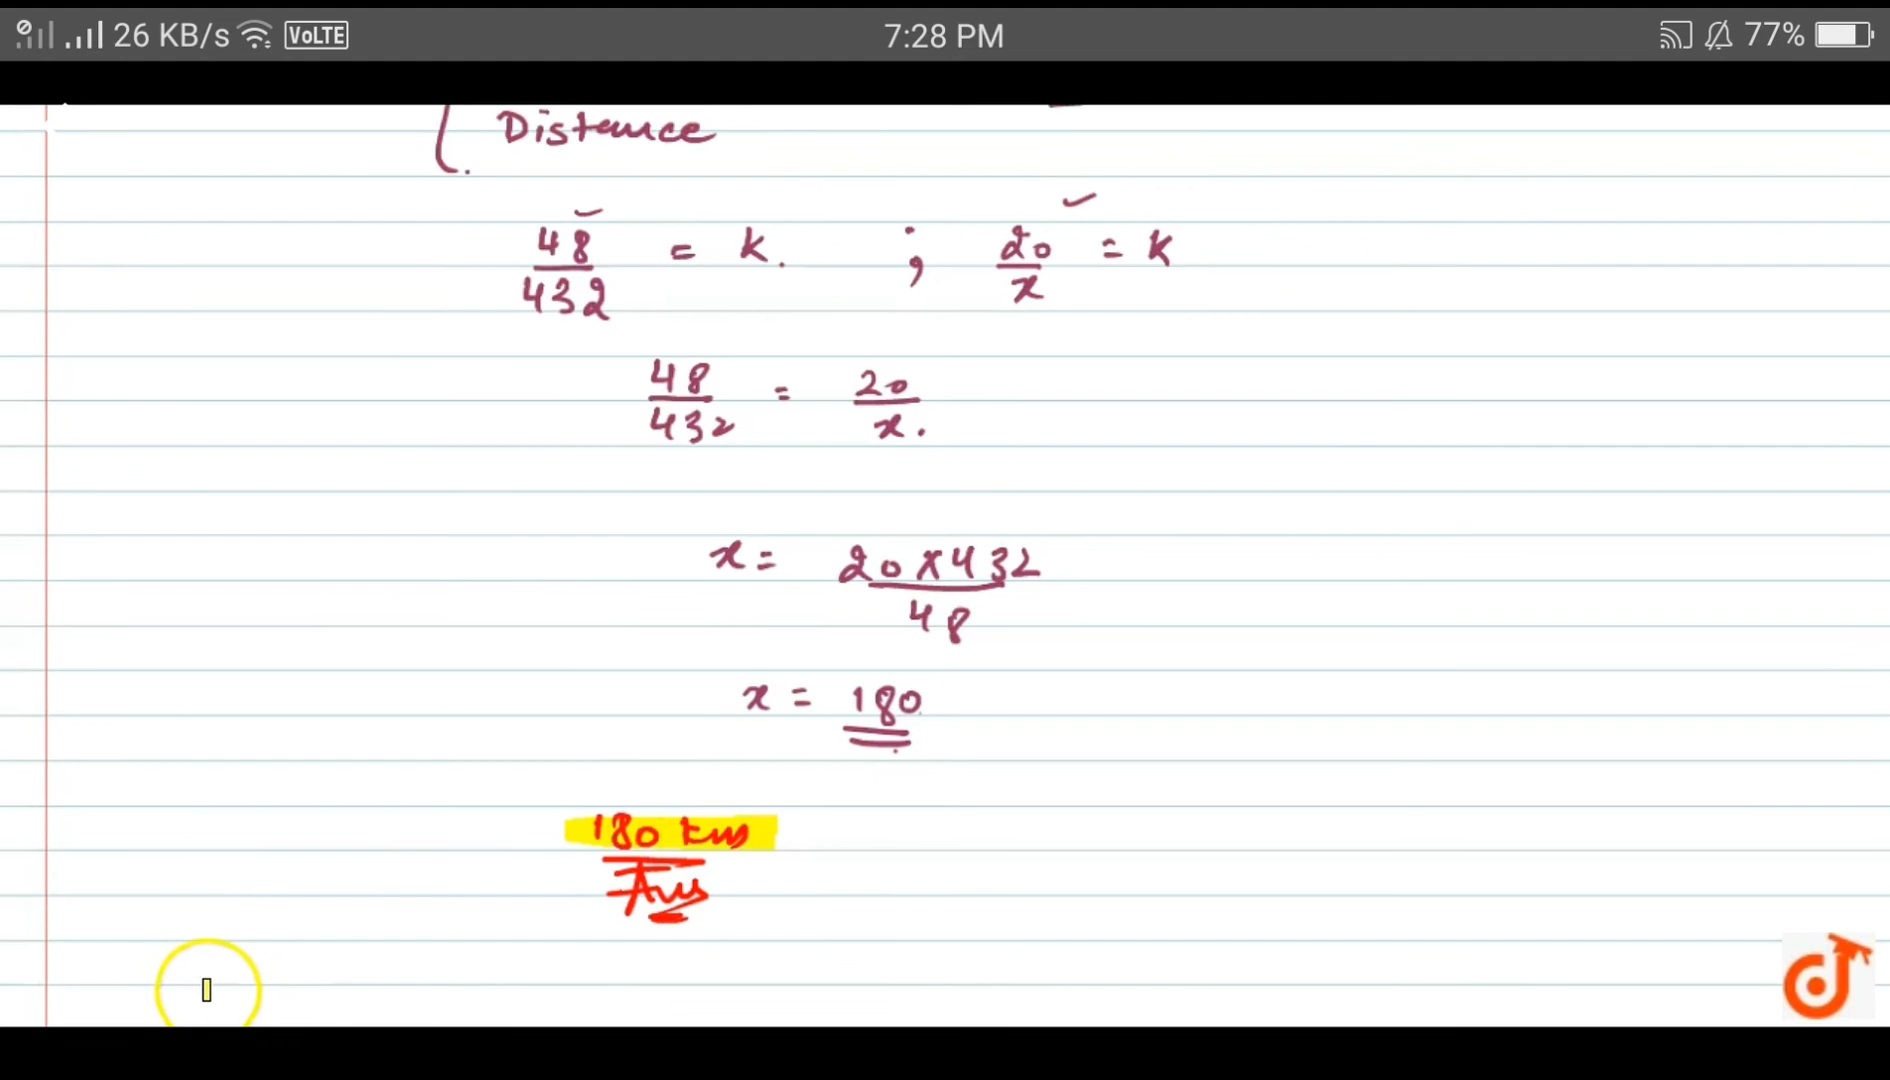 26 KB/s VoLTE 7:28 PM 77%
Distance
48/432 = k. ; 20/x = k
48/432 = 20/x.
x = 20×432/48
x = 180
180 kms
Ans